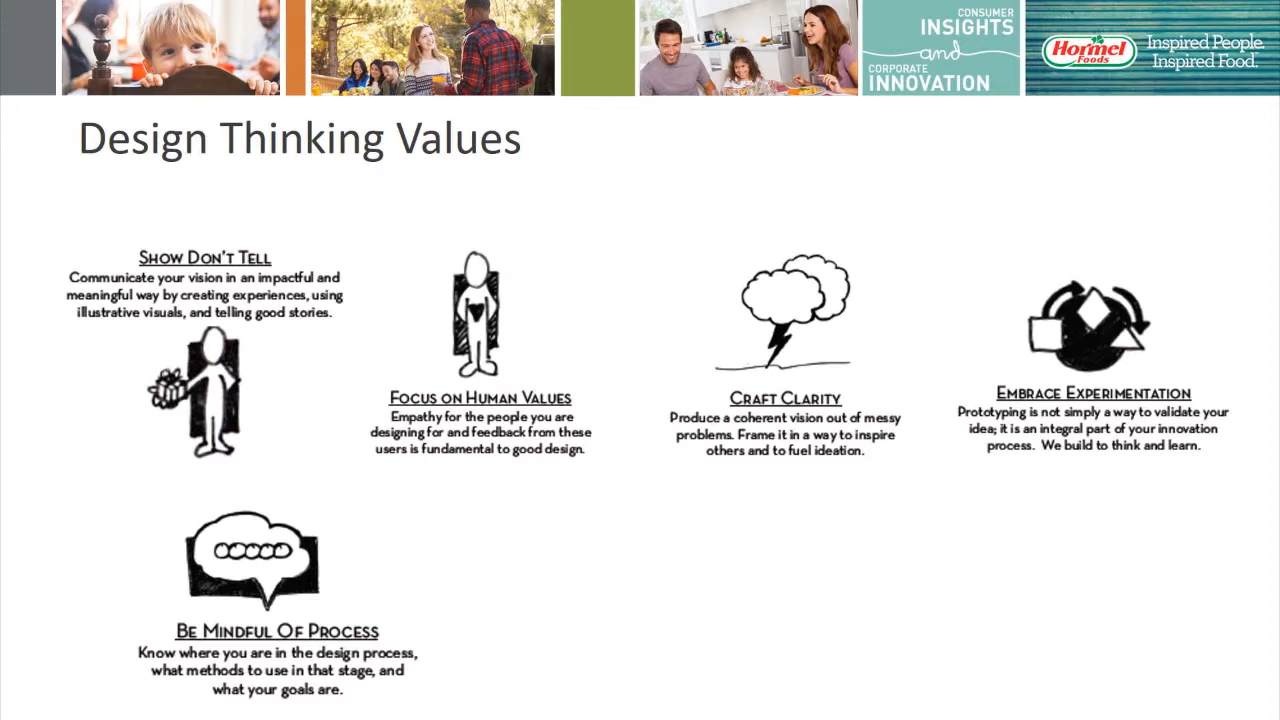 CONSUMER
INSIGHTS
and
CORPORATE
INNOVATION
Hormel
Foods
Inspired People.
Inspired Food.
Design Thinking Values
SHOW DON'T TELL
Communicate your vision in an impactful and
meaningful way by creating experiences, using
illustrative visuals, and telling good stories.
FOCUS ON HUMAN VALUES
Empathy for the people you are
designing for and feedback from these
users is fundamental to good design.
CRAFT CLARITY
Produce a coherent vision out of messy
problems. Frame it in a way to inspire
others and to fuel ideation.
EMBRACE EXPERIMENTATION
Prototyping is not simply a way to validate your
idea; it is an integral part of your innovation
process. We build to think and learn.
BE MINDFUL OF PROCESS
Know where you are in the design process,
what methods to use in that stage, and
what your goals are.